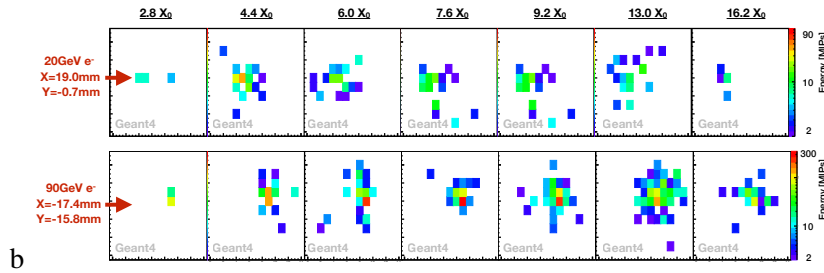 2.8 X₀ 4.4 X₀ 6.0 X₀ 7.6 X₀ 9.2 X₀ 13.0 X₀ 16.2 X₀
20GeV e⁻
X=19.0mm
Y=-0.7mm
Geant4 Geant4 Geant4 Geant4 Geant4 Geant4 Geant4
90
10
2
Energy [MIPs]
90GeV e⁻
X=-17.4mm
Y=-15.8mm
Geant4 Geant4 Geant4 Geant4 Geant4 Geant4 Geant4
300
10
2
Energy [MIPs]
b